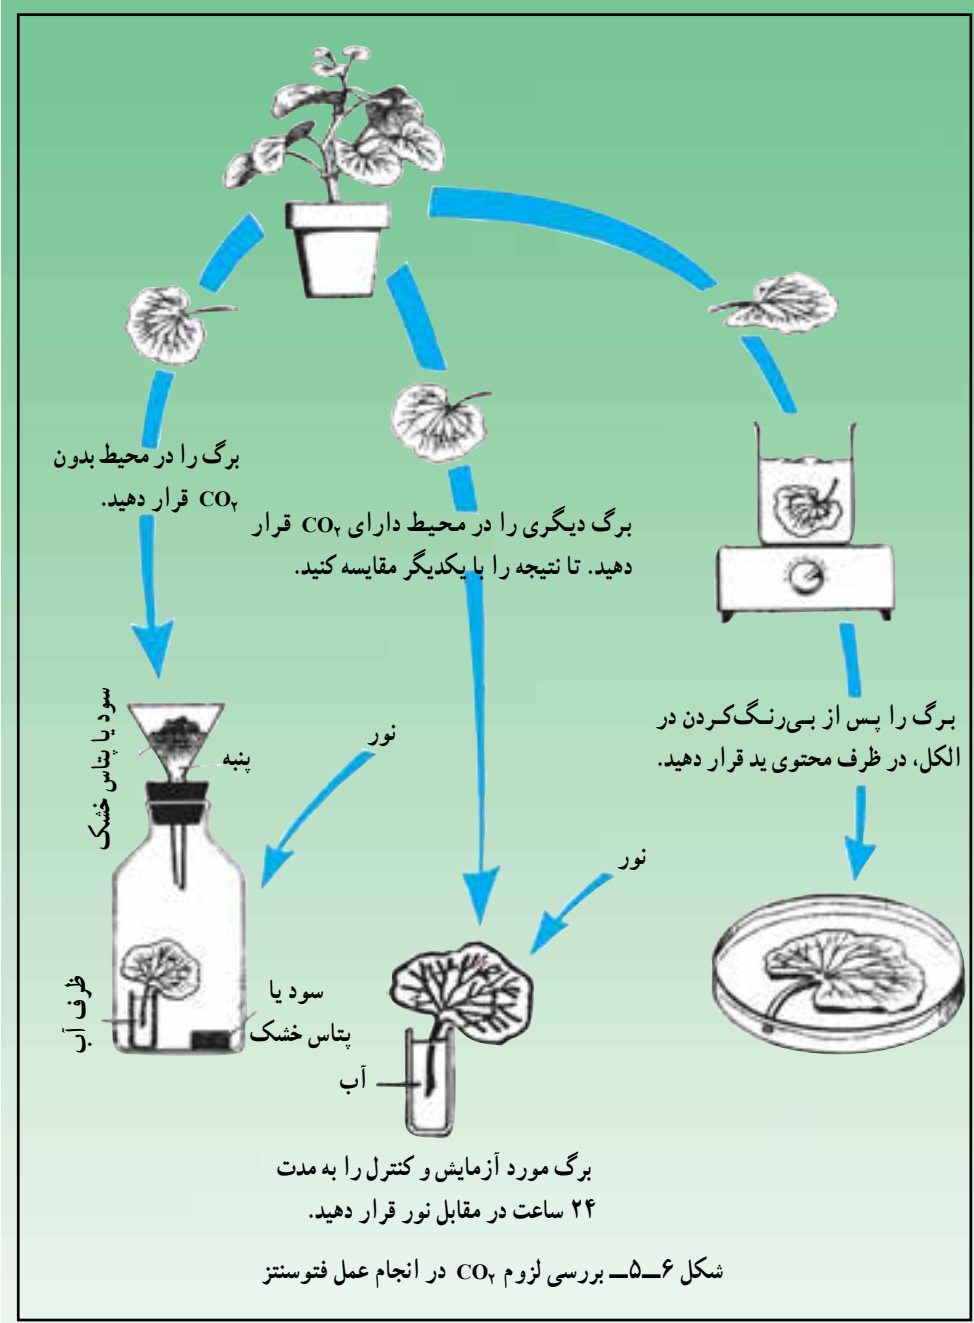 برگ را در محیط بدون
CO₂ قرار دهید.
برگ دیگری را در محیط دارای CO₂ قرار
دهید. تا نتیجه را با یکدیگر مقایسه کنید.
برگ را پس از بی‌رنگ‌کردن در
الکل، در ظرف محتوی ید قرار دهید.
سود یا پتاس خشک
پنبه
نور
نور
ظرف آب
سود یا
پتاس خشک
آب
برگ مورد آزمایش و کنترل را به مدت
۲۴ ساعت در مقابل نور قرار دهید.
شکل ۶ــ۵ــ بررسی لزوم CO₂ در انجام عمل فتوسنتز